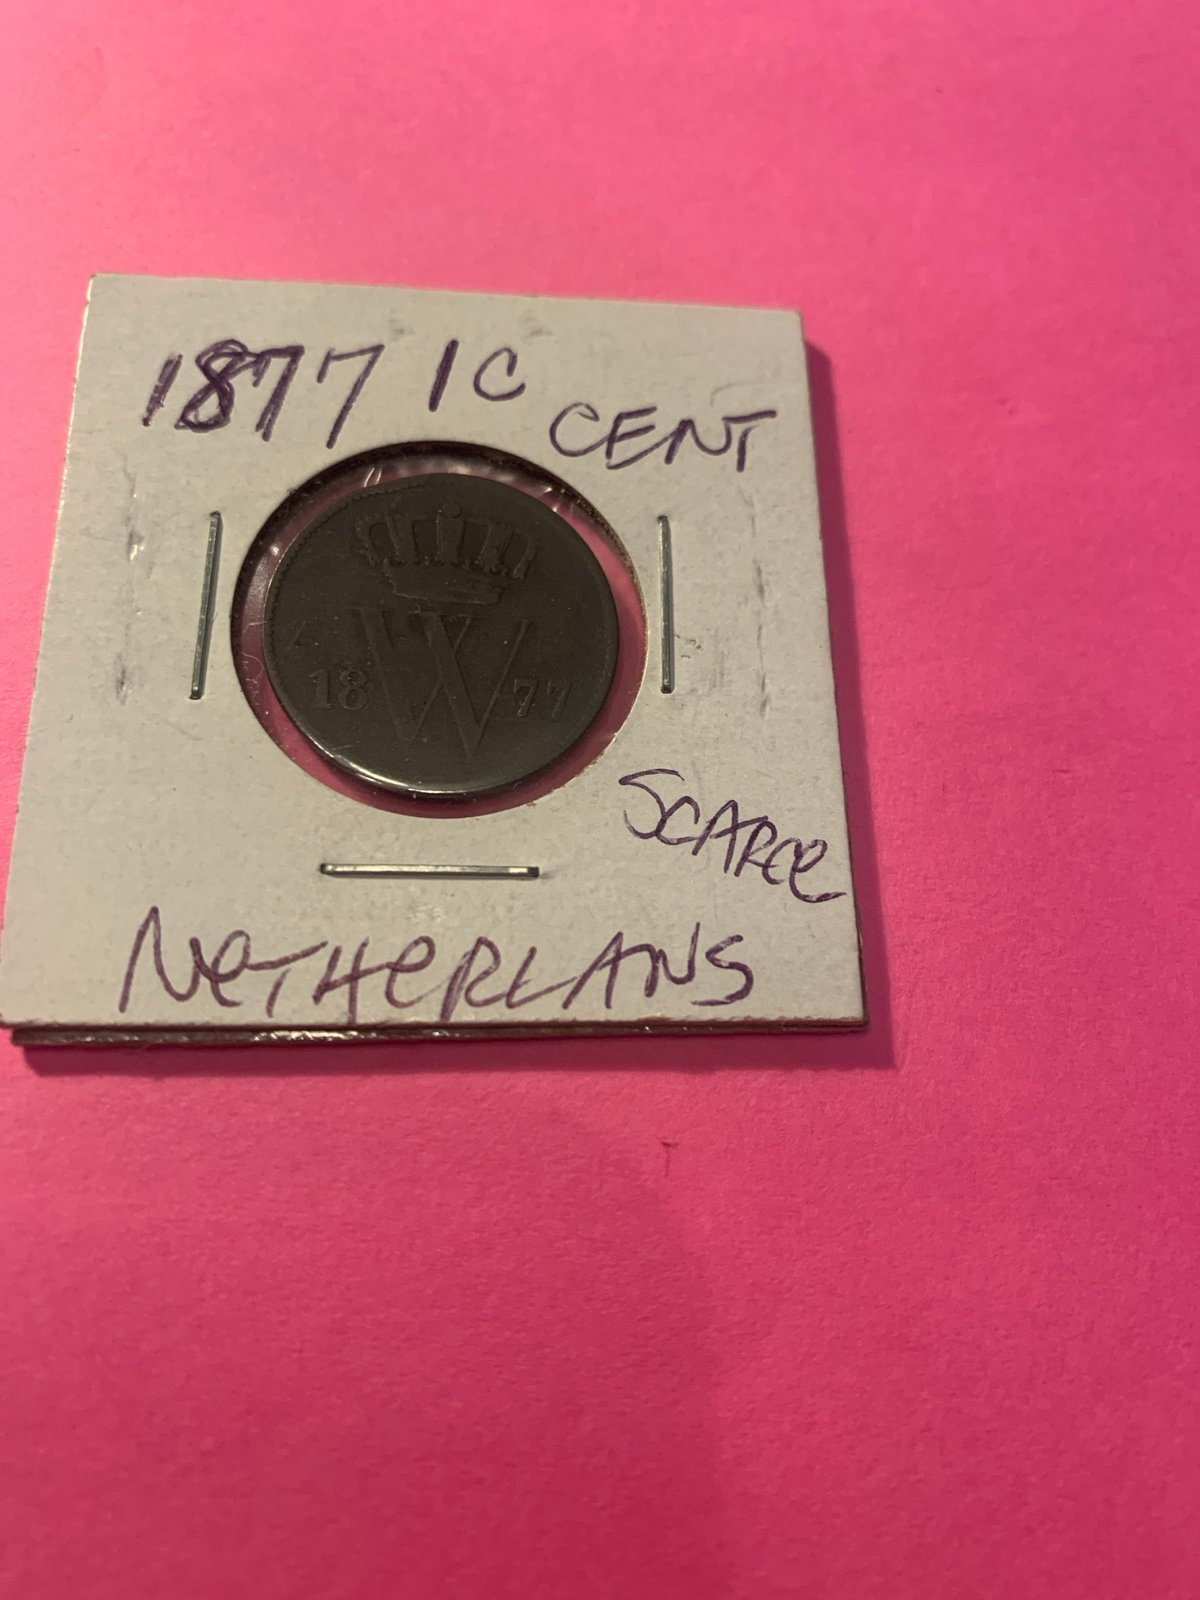 1877 1C
CENT
W
18 77
SCARCe
NeTHeRLANS